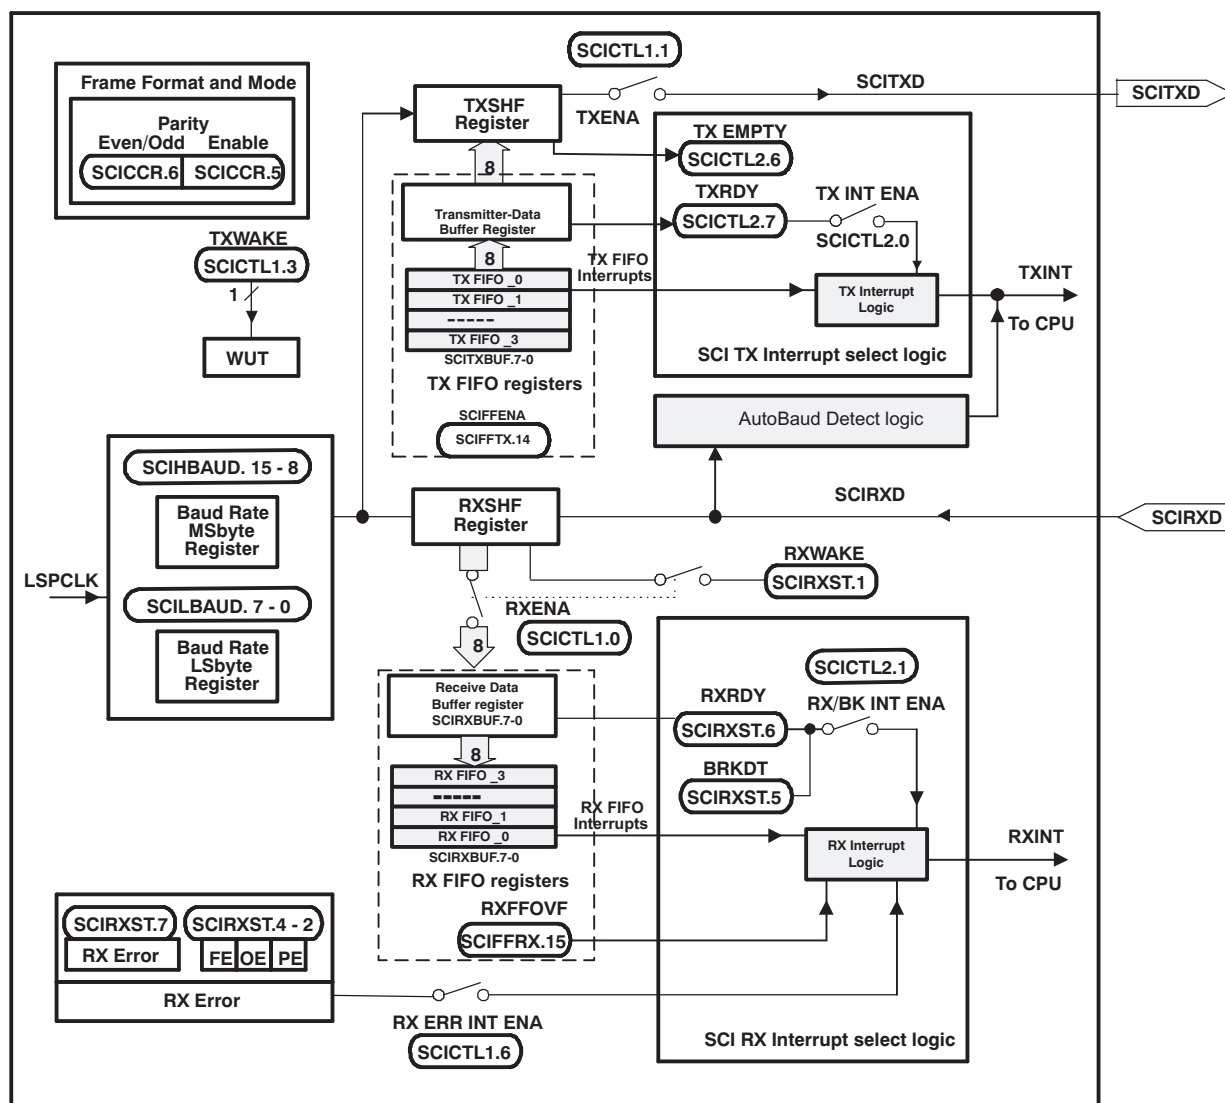 SCICTL1.1
Frame Format and Mode
Parity
Even/Odd Enable
SCICCR.6 SCICCR.5
TXSHF
Register
TXENA
SCITXD
SCITXD
TX EMPTY
SCICTL2.6
8
TXRDY
SCICTL2.7
TX INT ENA
SCICTL2.0
Transmitter-Data
Buffer Register
8
TX FIFO
Interrupts
TX FIFO _0
TX FIFO _1
-----
TX FIFO _3
SCITXBUF.7-0
TX FIFO registers
SCIFFENA
SCIFFTX.14
TX Interrupt
Logic
TXINT
To CPU
SCI TX Interrupt select logic
TXWAKE
SCICTL1.3
1
WUT
AutoBaud Detect logic
SCIHBAUD. 15 - 8
Baud Rate
MSbyte
Register
LSPCLK
SCILBAUD. 7 - 0
Baud Rate
LSbyte
Register
RXSHF
Register
SCIRXD
SCIRXD
RXWAKE
SCIRXST.1
RXENA
SCICTL1.0
8
Receive Data
Buffer register
SCIRXBUF.7-0
8
RX FIFO _3
-----
RX FIFO_1
RX FIFO _0
SCIRXBUF.7-0
RX FIFO registers
RX FIFO
Interrupts
SCICTL2.1
RXRDY
RX/BK INT ENA
SCIRXST.6
BRKDT
SCIRXST.5
RX Interrupt
Logic
RXINT
To CPU
RXFFOVF
SCIFFRX.15
SCIRXST.7 SCIRXST.4 - 2
RX Error FE OE PE
RX Error
RX ERR INT ENA
SCICTL1.6
SCI RX Interrupt select logic